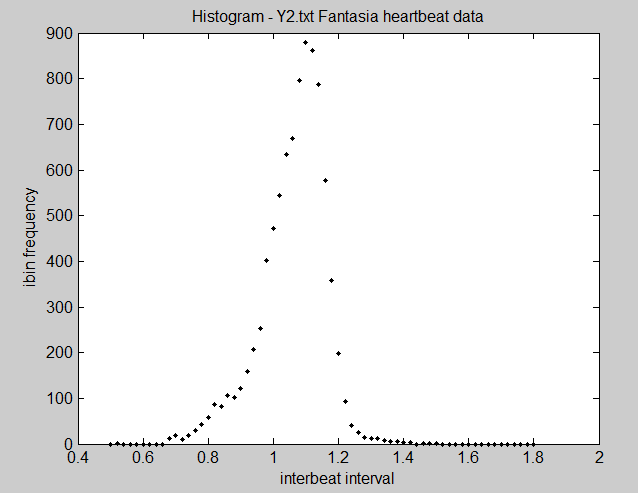 Histogram - Y2.txt Fantasia heartbeat data
900
800
700
600
500
400
300
200
100
0
ibin frequency
0.4 0.6 0.8 1 1.2 1.4 1.6 1.8 2
interbeat interval